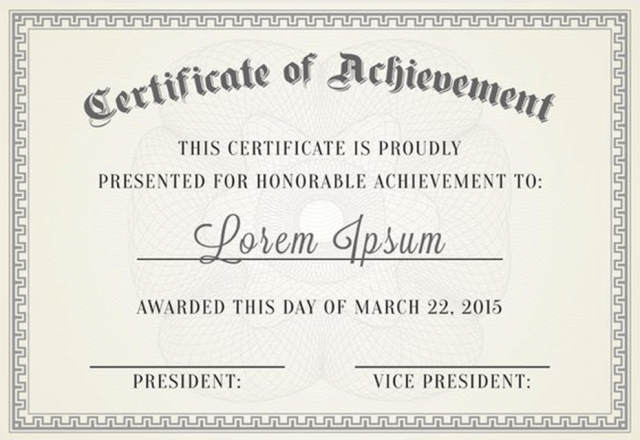 Certificate of Achievement
THIS CERTIFICATE IS PROUDLY
PRESENTED FOR HONORABLE ACHIEVEMENT TO:
Lorem Ipsum
AWARDED THIS DAY OF MARCH 22, 2015
PRESIDENT: VICE PRESIDENT: